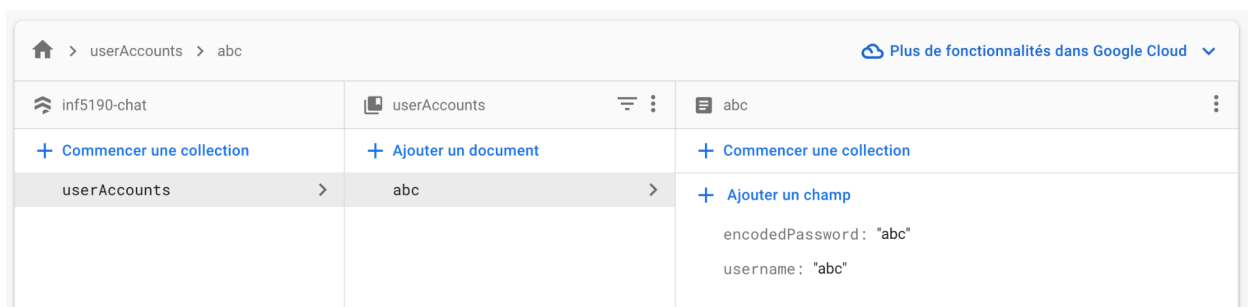 userAccounts > abc
Plus de fonctionnalités dans Google Cloud
inf5190-chat
userAccounts
abc
+ Commencer une collection
+ Ajouter un document
+ Commencer une collection
userAccounts >
abc >
+ Ajouter un champ
encodedPassword: "abc"
username: "abc"